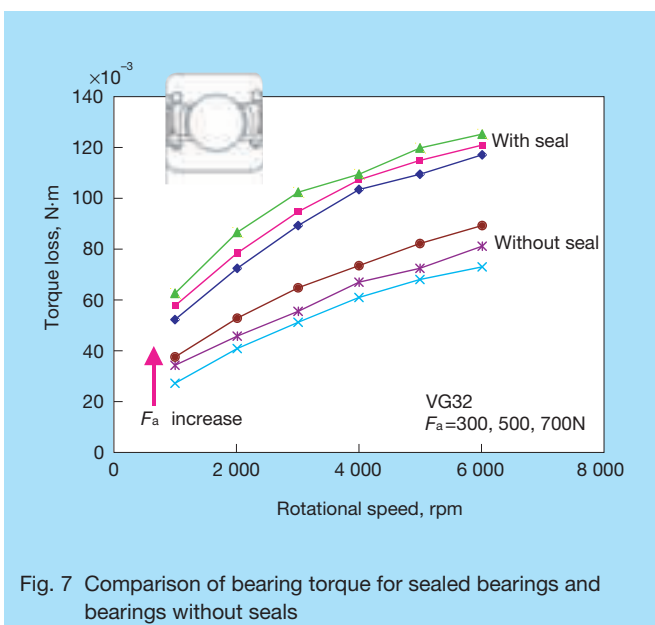 ×10⁻³
140
120
100
80
60
40
20
0
Torque loss, N·m
With seal
Without seal
Fa increase
VG32
Fa=300, 500, 700N
0 2 000 4 000 6 000 8 000
Rotational speed, rpm
Fig. 7 Comparison of bearing torque for sealed bearings and
bearings without seals